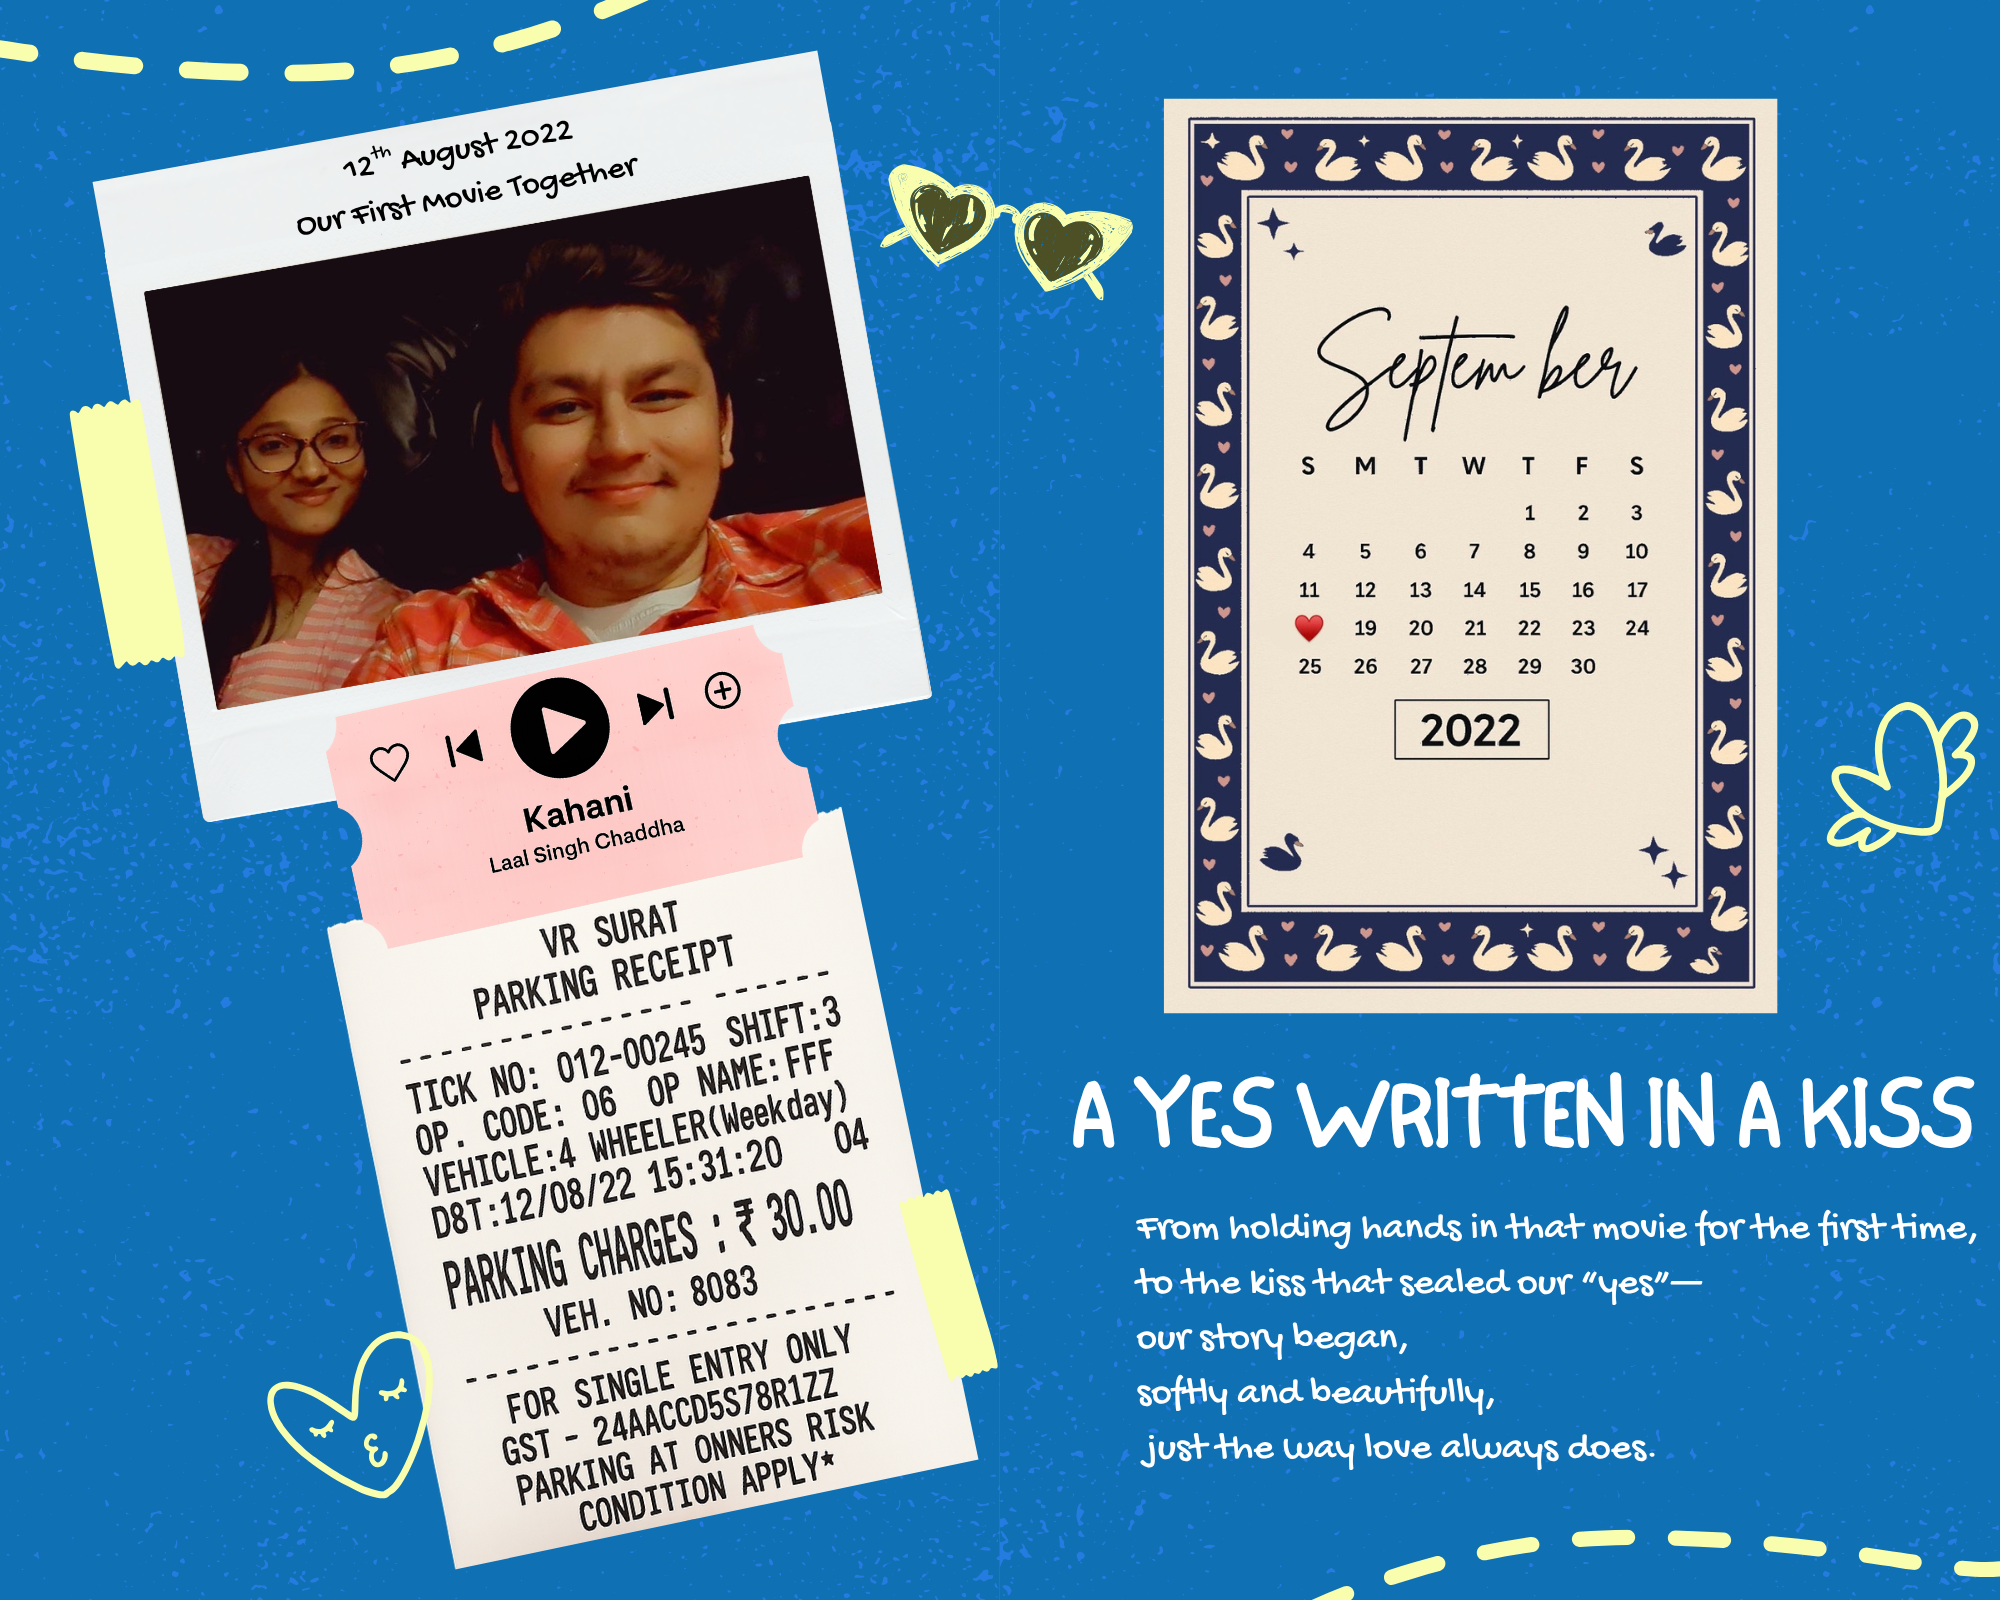 12th August 2022
Our First Movie Together
Kahani
Laal Singh Chaddha
VR SURAT
PARKING RECEIPT
TICK NO: 012-00245 SHIFT:3
OP. CODE: 06 OP NAME:FFF
VEHICLE:4 WHEELER(Weekday)
D8T:12/08/22 15:31:20 04
PARKING CHARGES : ₹ 30.00
VEH. NO: 8083
FOR SINGLE ENTRY ONLY
GST - 24AACCD5S78R1ZZ
PARKING AT ONNERS RISK
CONDITION APPLY*
September
S M T W T F S
1 2 3
4 5 6 7 8 9 10
11 12 13 14 15 16 17
19 20 21 22 23 24
25 26 27 28 29 30
2022
A YES WRITTEN IN A KISS
From holding hands in that movie for the first time,
to the kiss that sealed our “yes”—
our story began,
softly and beautifully,
just the way love always does.